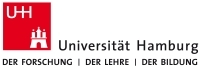 UHH
Universität Hamburg
DER FORSCHUNG | DER LEHRE | DER BILDUNG